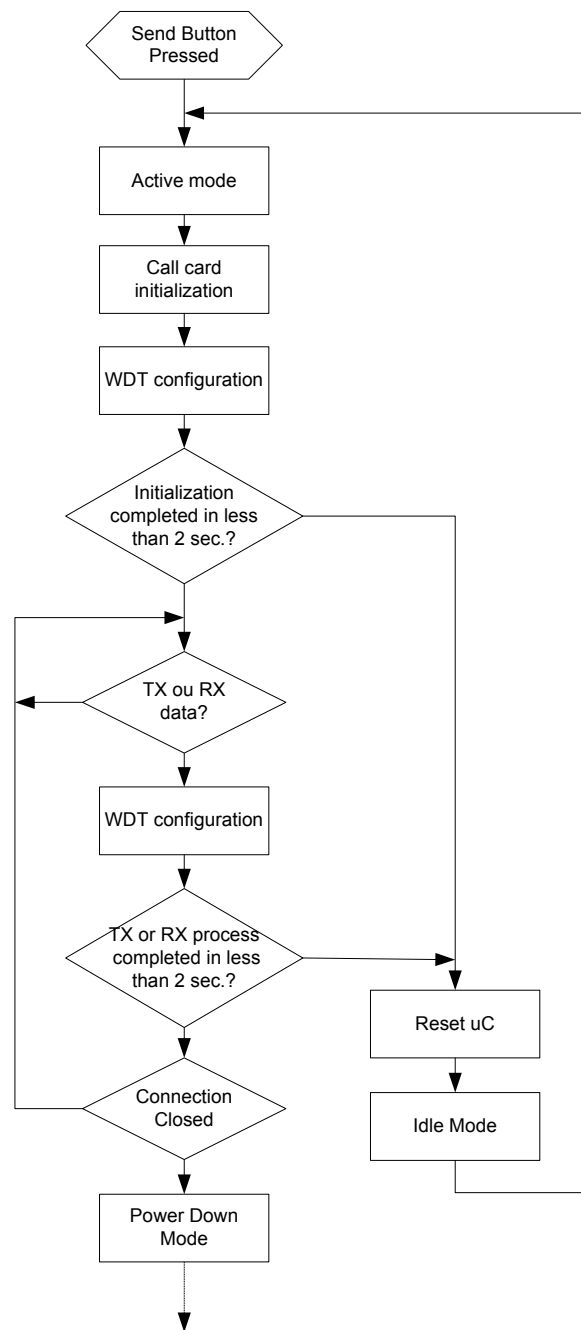 Send Button
Pressed
Active mode
Call card
initialization
WDT configuration
Initialization
completed in less
than 2 sec.?
TX ou RX
data?
WDT configuration
TX or RX process
completed in less
than 2 sec.?
Reset uC
Connection
Closed
Idle Mode
Power Down
Mode